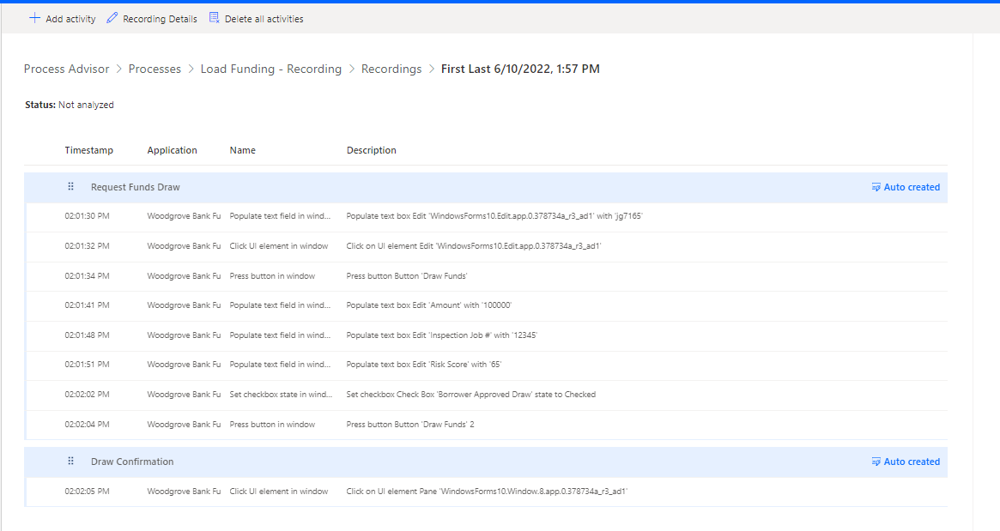 Add activity Recording Details Delete all activities
Process Advisor > Processes > Load Funding - Recording > Recordings > First Last 6/10/2022, 1:57 PM
Status: Not analyzed
Timestamp Application Name Description
Request Funds Draw Auto created
02:01:30 PM Woodgrove Bank Fu Populate text field in wind... Populate text box Edit 'WindowsForms10.Edit.app.0.378734a_r3_ad1' with 'jg7165'
02:01:32 PM Woodgrove Bank Fu Click UI element in window Click on UI element Edit 'WindowsForms10.Edit.app.0.378734a_r3_ad1'
02:01:34 PM Woodgrove Bank Fu Press button in window Press button Button 'Draw Funds'
02:01:41 PM Woodgrove Bank Fu Populate text field in wind... Populate text box Edit 'Amount' with '100000'
02:01:48 PM Woodgrove Bank Fu Populate text field in wind... Populate text box Edit 'Inspection Job #' with '12345'
02:01:51 PM Woodgrove Bank Fu Populate text field in wind... Populate text box Edit 'Risk Score' with '65'
02:02:02 PM Woodgrove Bank Fu Set checkbox state in wind... Set checkbox Check Box 'Borrower Approved Draw' state to Checked
02:02:04 PM Woodgrove Bank Fu Press button in window Press button Button 'Draw Funds' 2
Draw Confirmation Auto created
02:02:05 PM Woodgrove Bank Fu Click UI element in window Click on UI element Pane 'WindowsForms10.Window.8.app.0.378734a_r3_ad1'